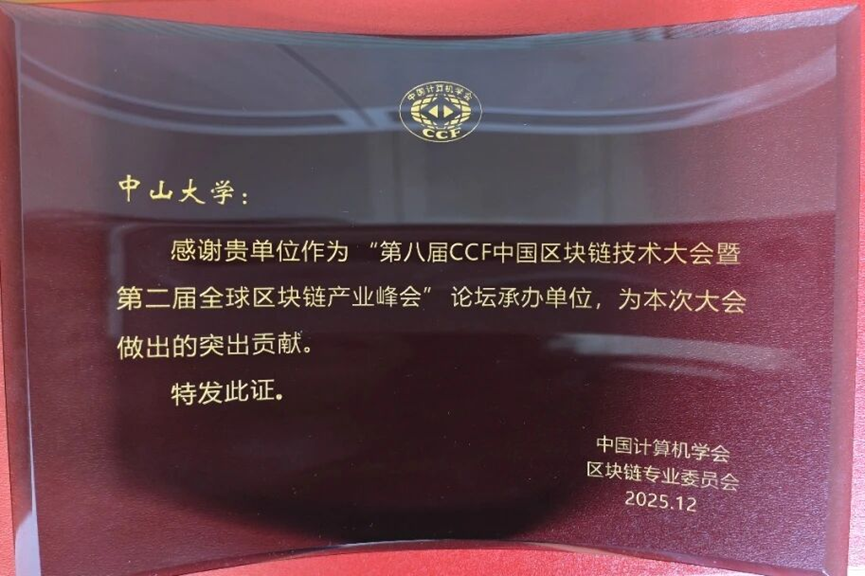 中国计算机学会
CCF
中山大学：
感谢贵单位作为“第八届CCF中国区块链技术大会暨
第二届全球区块链产业峰会”论坛承办单位，为本次大会
做出的突出贡献。
特发此证。
中国计算机学会
区块链专业委员会
2025.12